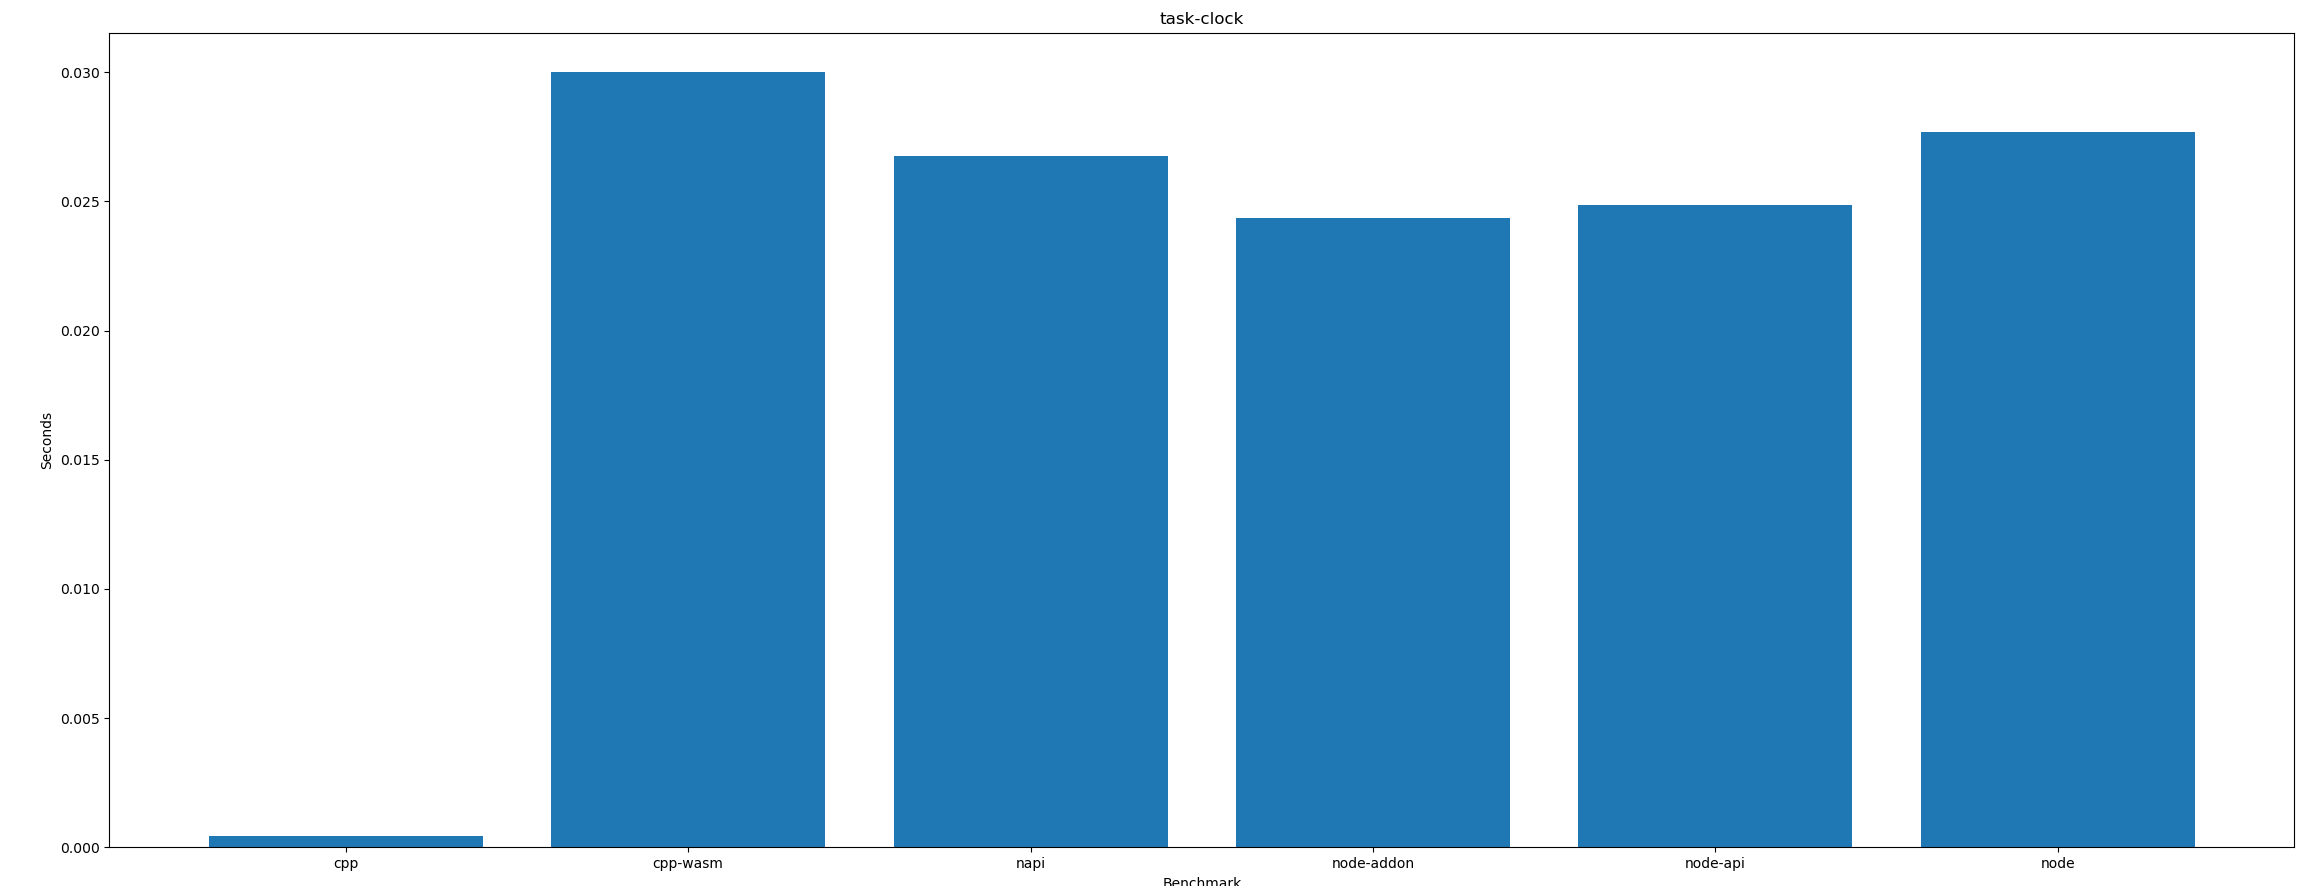 task-clock
0.030
0.025
0.020
0.015
0.010
0.005
0.000
Seconds
cpp
cpp-wasm
napi
node-addon
node-api
node
Benchmark